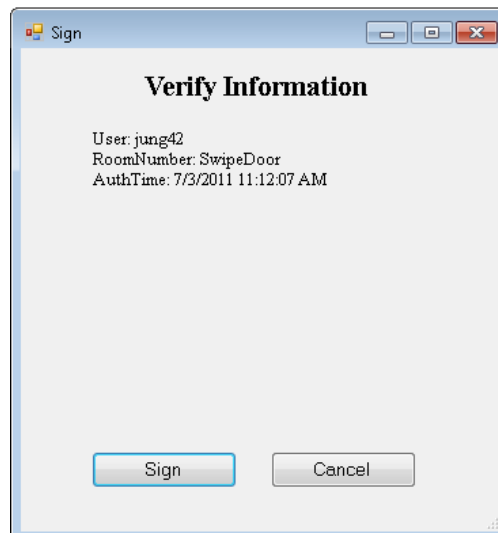 Sign
Verify Information
User: jung42
RoomNumber: SwipeDoor
AuthTime: 7/3/2011 11:12:07 AM
Sign
Cancel